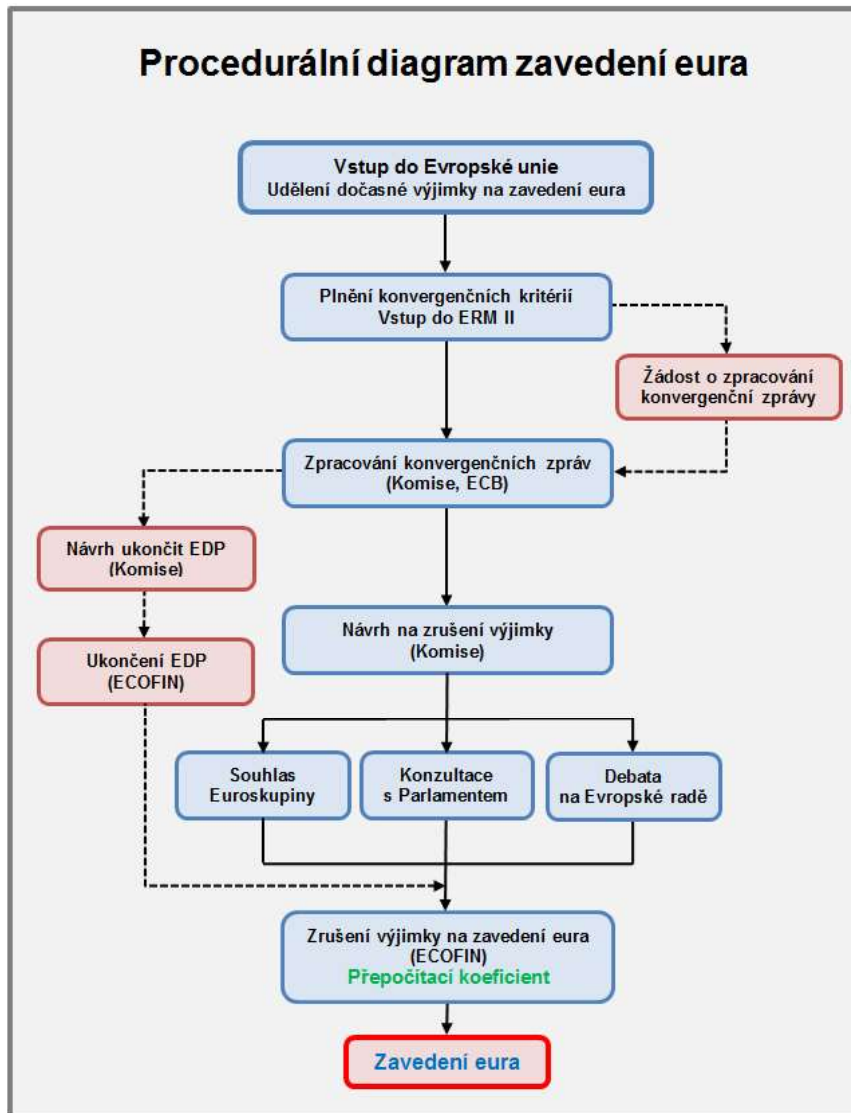 Procedurální diagram zavedení eura
Vstup do Evropské unie
Udělení dočasné výjimky na zavedení eura
Plnění konvergenčních kritérií
Vstup do ERM II
Žádost o zpracování
konvergenční zprávy
Zpracování konvergenčních zpráv
(Komise, ECB)
Návrh ukončit EDP
(Komise)
Návrh na zrušení výjimky
(Komise)
Ukončení EDP
(ECOFIN)
Souhlas
Euroskupiny
Konzultace
s Parlamentem
Debata
na Evropské radě
Zrušení výjimky na zavedení eura
(ECOFIN)
Přepočítací koeficient
Zavedení eura